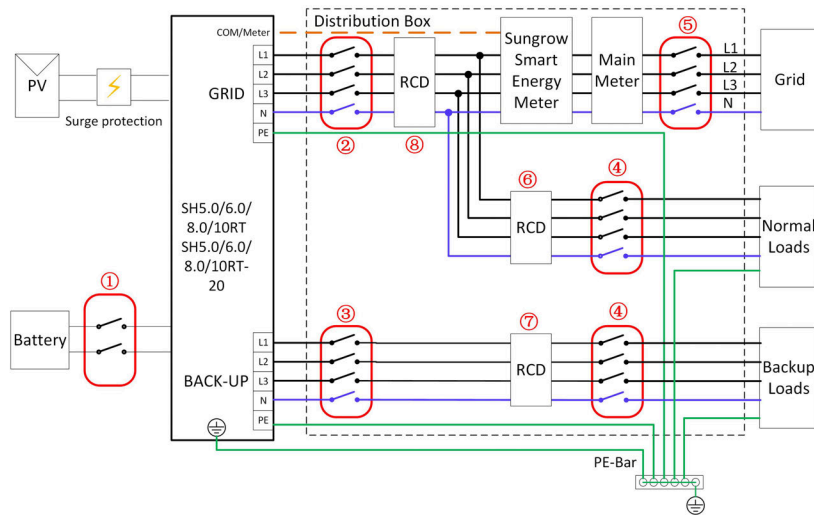 Distribution Box
⑤
COM/Meter
L1
L2
L3
N
PE
GRID
RCD
Sungrow
Smart
Energy
Meter
Main
Meter
L1
L2
L3
N
Grid
PV
Surge protection
②
⑧
④
⑥
RCD
Normal
Loads
SH5.0/6.0/
8.0/10RT
SH5.0/6.0/
8.0/10RT-
20
①
Battery
③
⑦
④
L1
L2
L3
N
PE
BACK-UP
RCD
Backup
Loads
PE-Bar